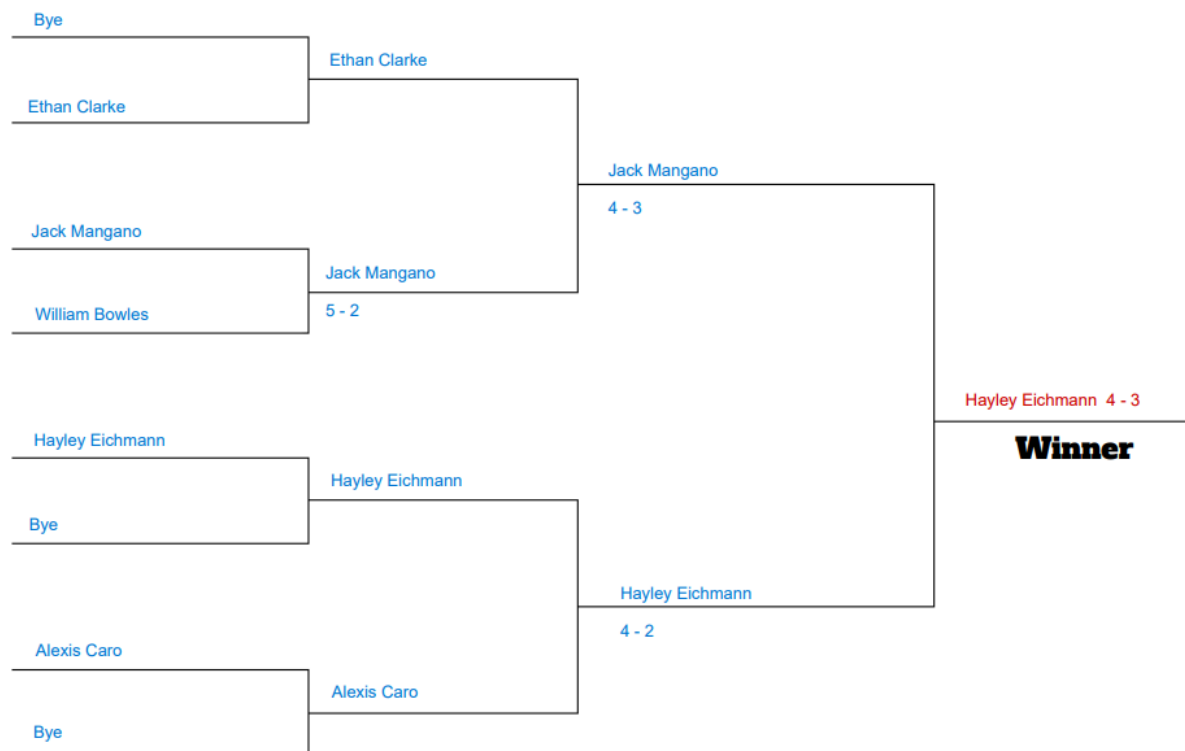 Bye
Ethan Clarke
Ethan Clarke
Jack Mangano
4 - 3
Jack Mangano
Jack Mangano
5 - 2
William Bowles
Hayley Eichmann 4 - 3
Winner
Hayley Eichmann
Hayley Eichmann
Bye
Hayley Eichmann
4 - 2
Alexis Caro
Alexis Caro
Bye